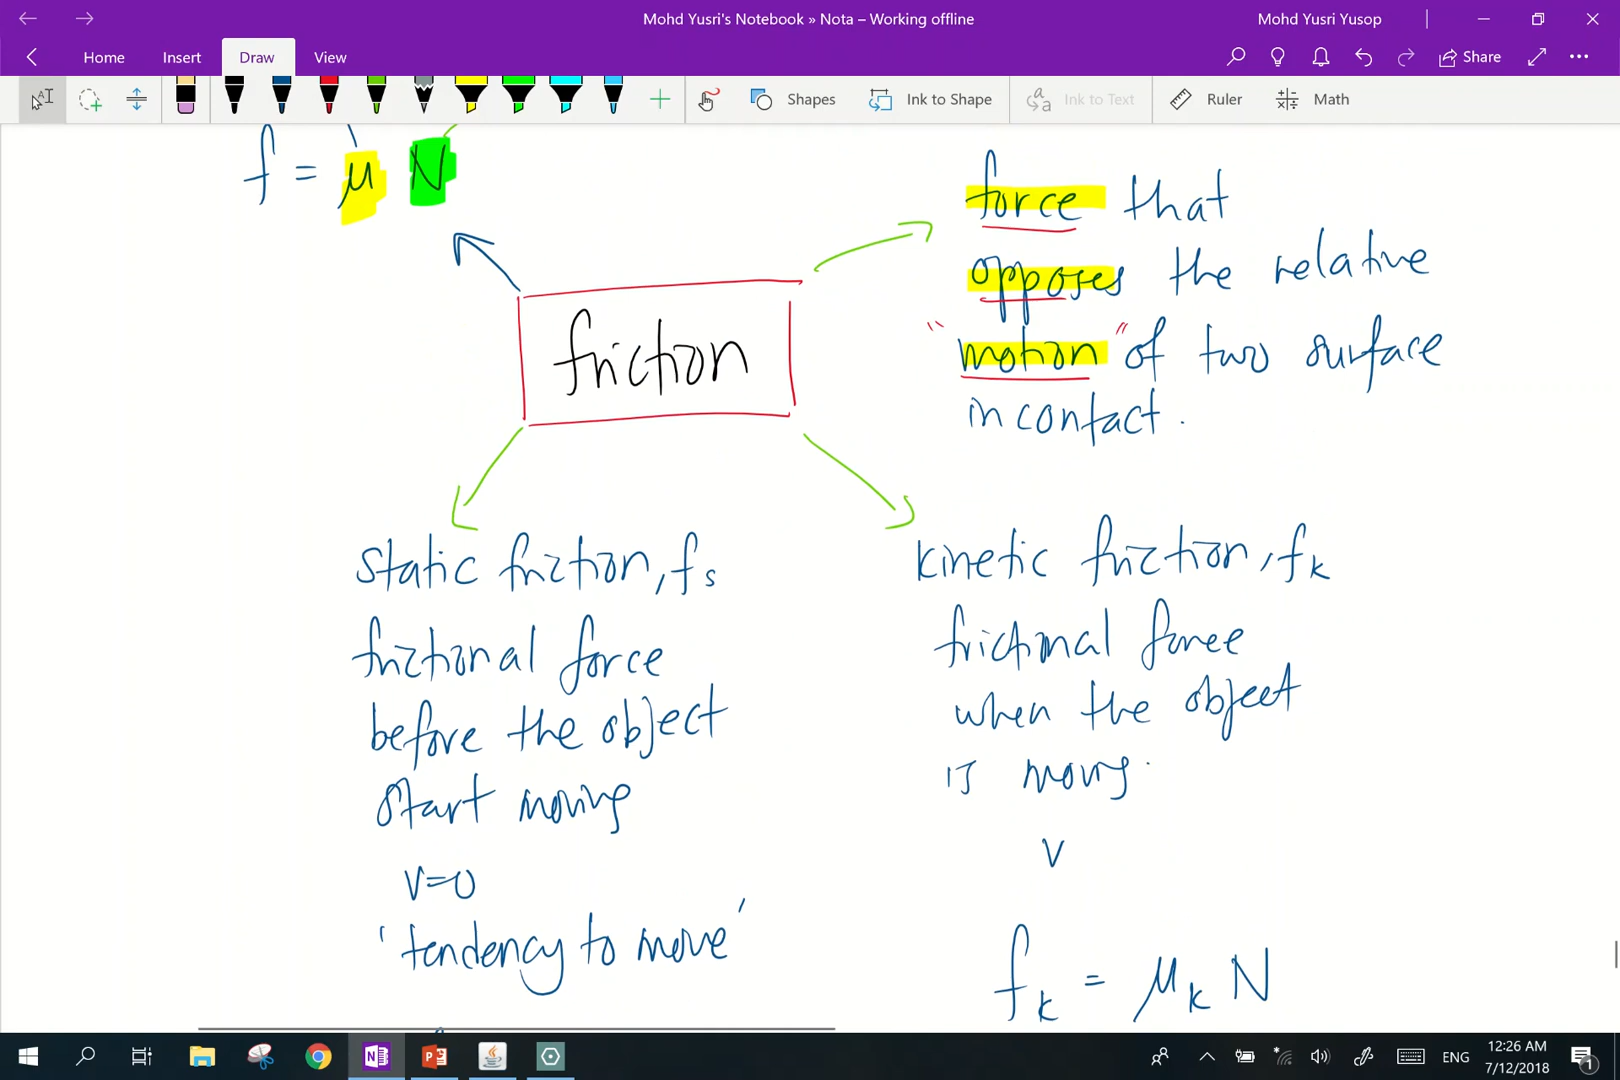 Mohd Yusri's Notebook » Nota – Working offline
Mohd Yusri Yusop
Home
Insert
Draw
View
Share
Shapes
Ink to Shape
Ink to Text
Ruler
Math
f = μ N
force that
opposes the relative
"motion" of two surface
in contact.
friction
static friction, fs
frictional force
before the object
start moving
v=0
'tendency to move'
kinetic friction, fk
frictional force
when the object
is moving.
v
fk = μk N
ENG
12:26 AM
7/12/2018
1